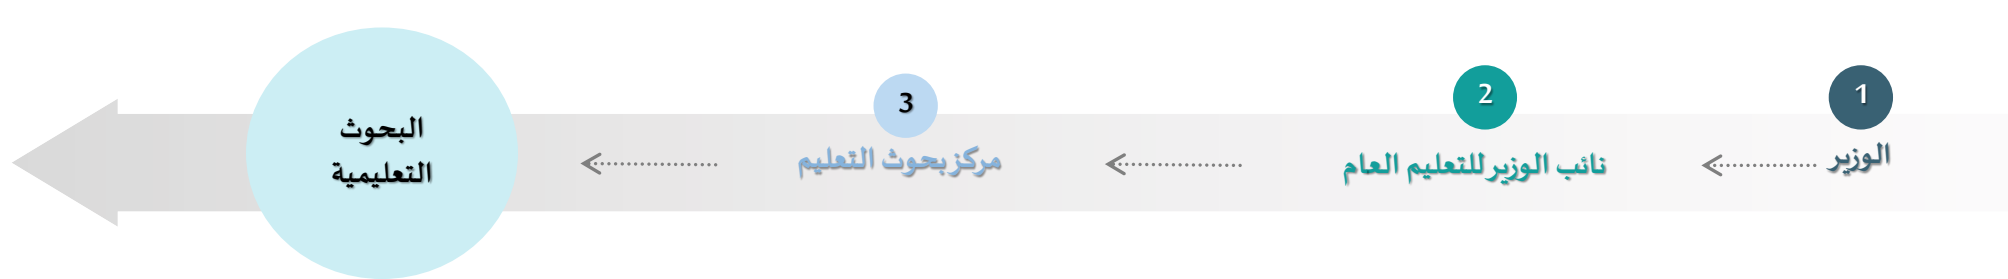 1
الوزير
2
نائب الوزير للتعليم العام
3
مركز بحوث التعليم
البحوث
التعليمية